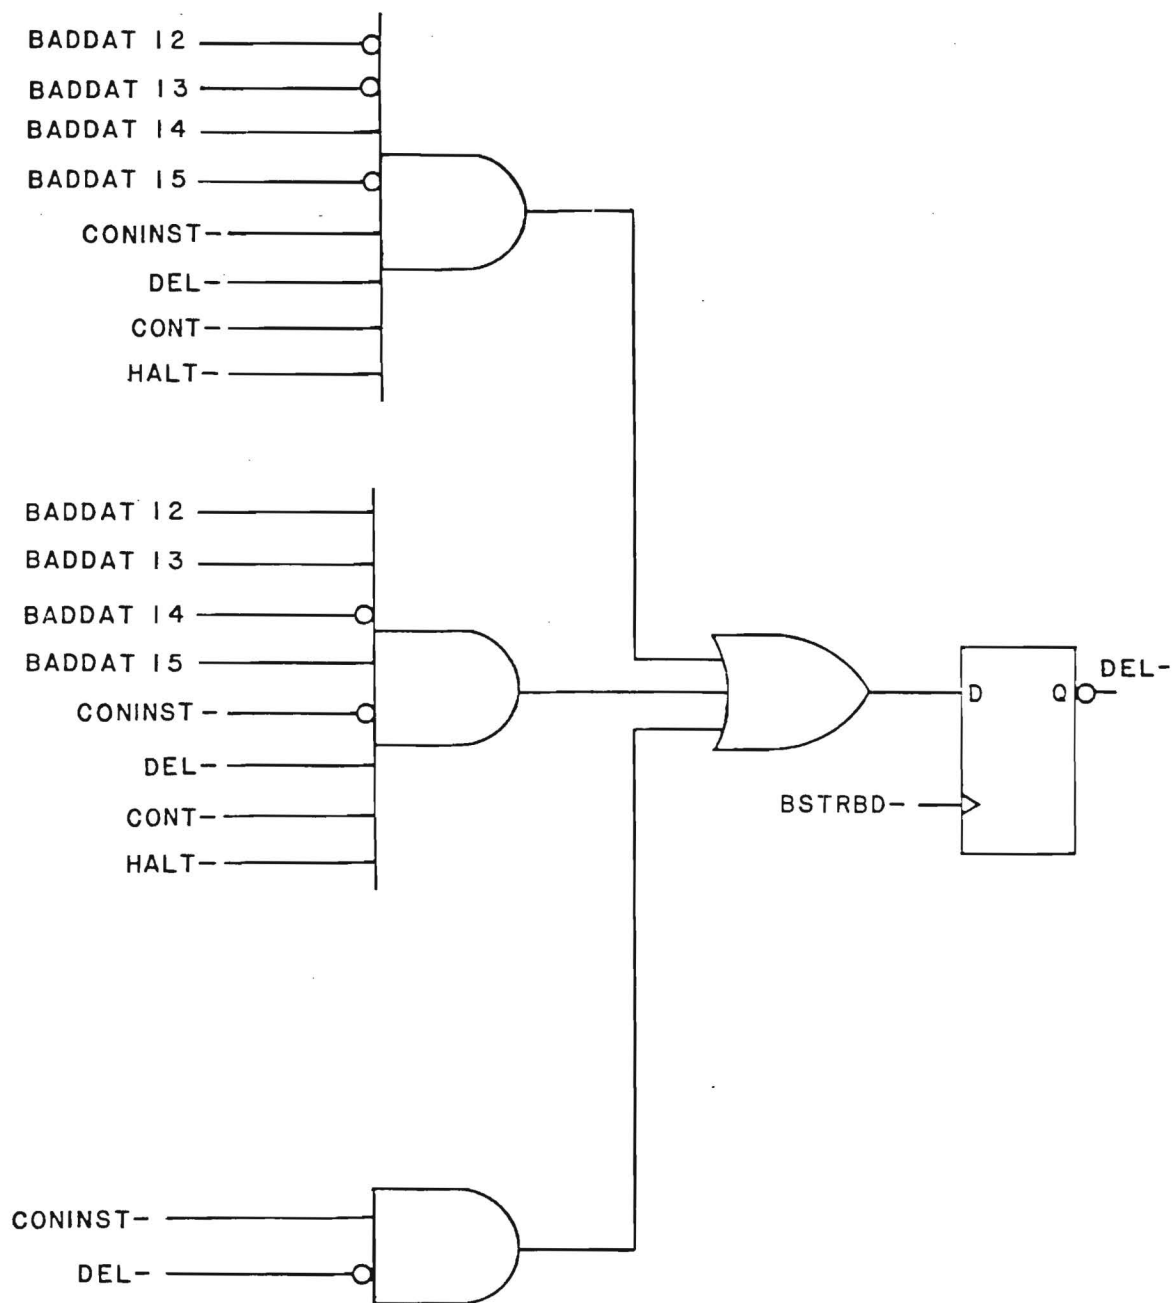 BADDAT 12
BADDAT 13
BADDAT 14
BADDAT 15
CONINST-
DEL-
CONT-
HALT-
BADDAT 12
BADDAT 13
BADDAT 14
BADDAT 15
CONINST-
DEL-
CONT-
HALT-
D
Q
DEL-
BSTRBD-
CONINST-
DEL-